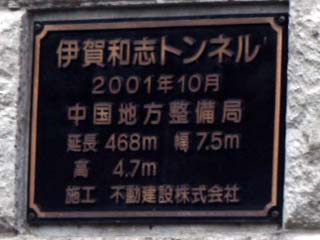 伊賀和志トンネル
2001年10月
中国地方整備局
延長 468m 幅 7.5m
高 4.7m
施工 不動建設株式会社